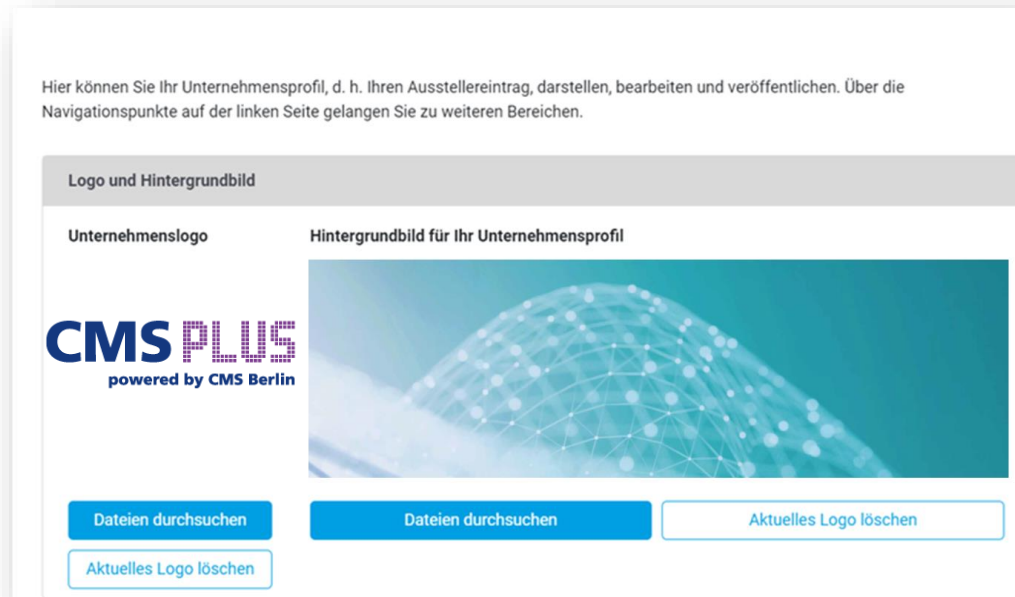 Hier können Sie Ihr Unternehmensprofil, d. h. Ihren Ausstellereintrag, darstellen, bearbeiten und veröffentlichen. Über die
Navigationspunkte auf der linken Seite gelangen Sie zu weiteren Bereichen.
Logo und Hintergrundbild
Unternehmenslogo
Hintergrundbild für Ihr Unternehmensprofil
CMS PLUS
powered by CMS Berlin
Dateien durchsuchen
Dateien durchsuchen
Aktuelles Logo löschen
Aktuelles Logo löschen